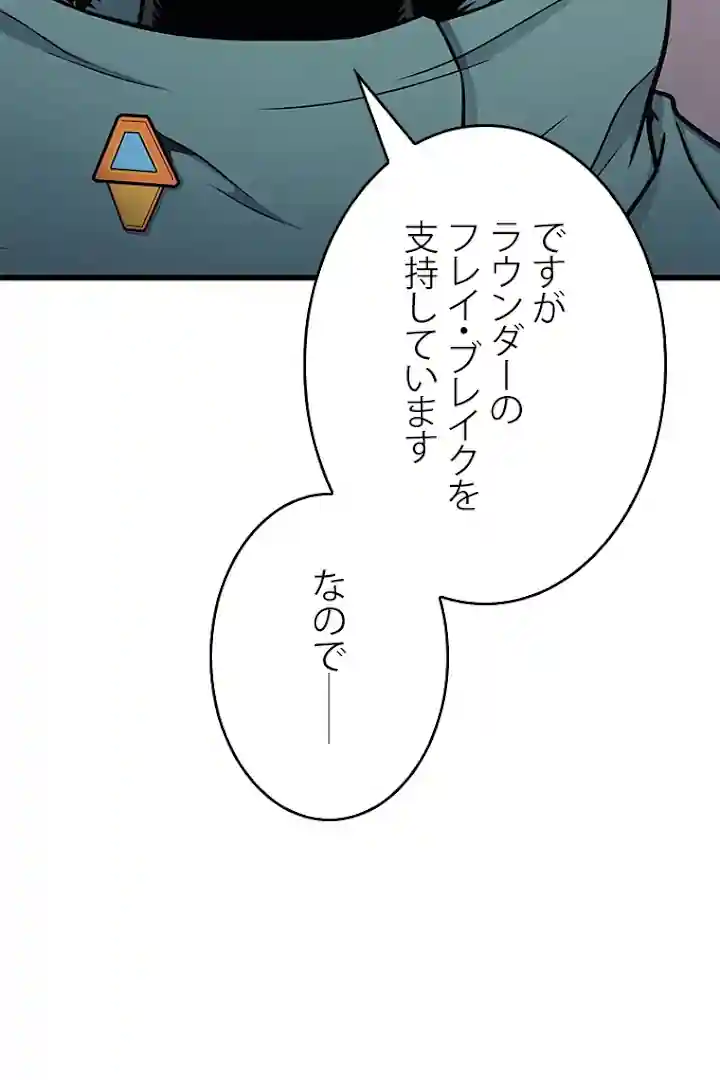 ですが
ラウンダーの
フレイ・ブレイクを
支持しています
なので──